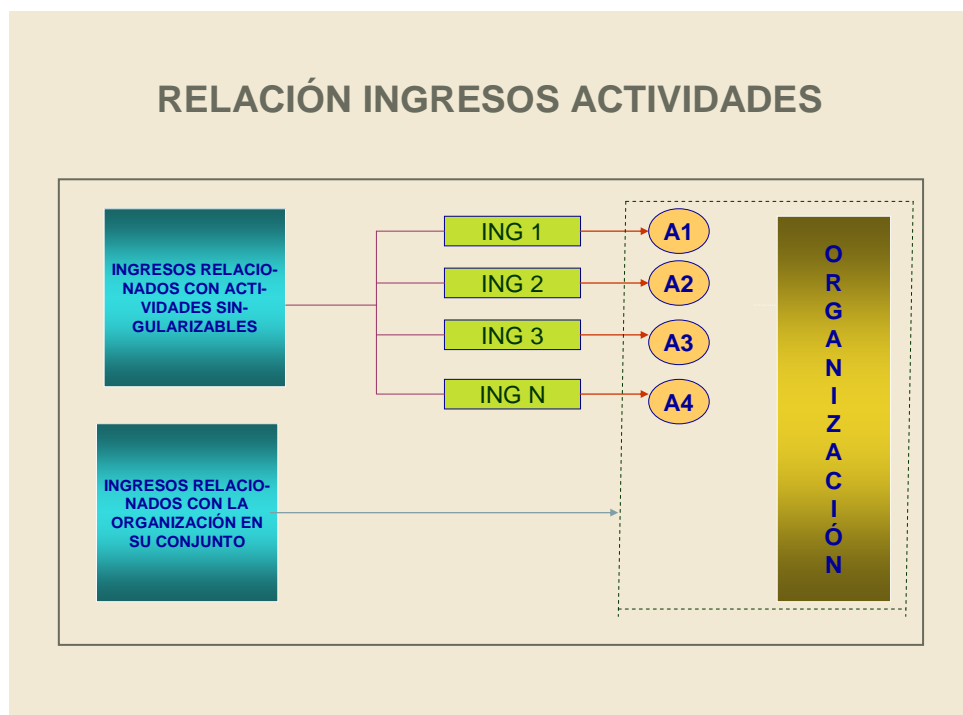 RELACIÓN INGRESOS ACTIVIDADES
INGRESOS RELACIO-
NADOS CON ACTI-
VIDADES SIN-
GULARIZABLES
ING 1
ING 2
ING 3
ING N
A1
A2
A3
A4
INGRESOS RELACIO-
NADOS CON LA
ORGANIZACIÓN EN
SU CONJUNTO
O
R
G
A
N
I
Z
A
C
I
Ó
N